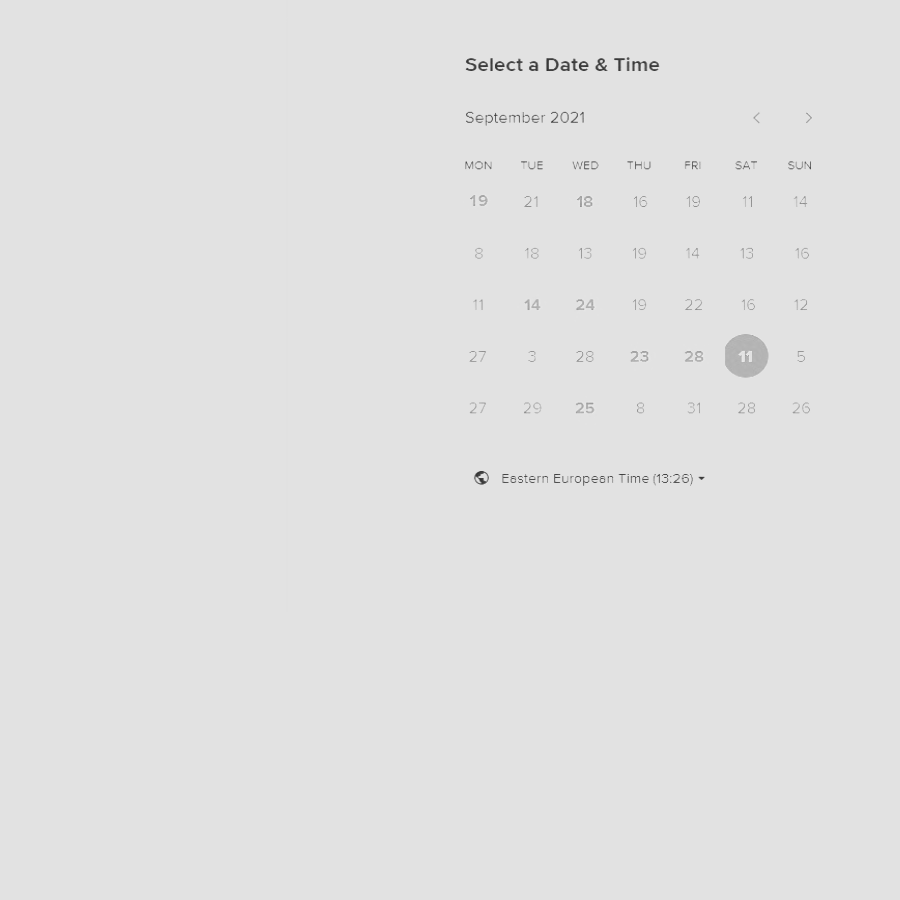 Select a Date & Time
September 2021
MON TUE WED THU FRI SAT SUN
19 21 18 16 19 11 14
8 18 13 19 14 13 16
11 14 24 19 22 16 12
27 3 28 23 28 11 5
27 29 25 8 31 28 26
Eastern European Time (13:26)